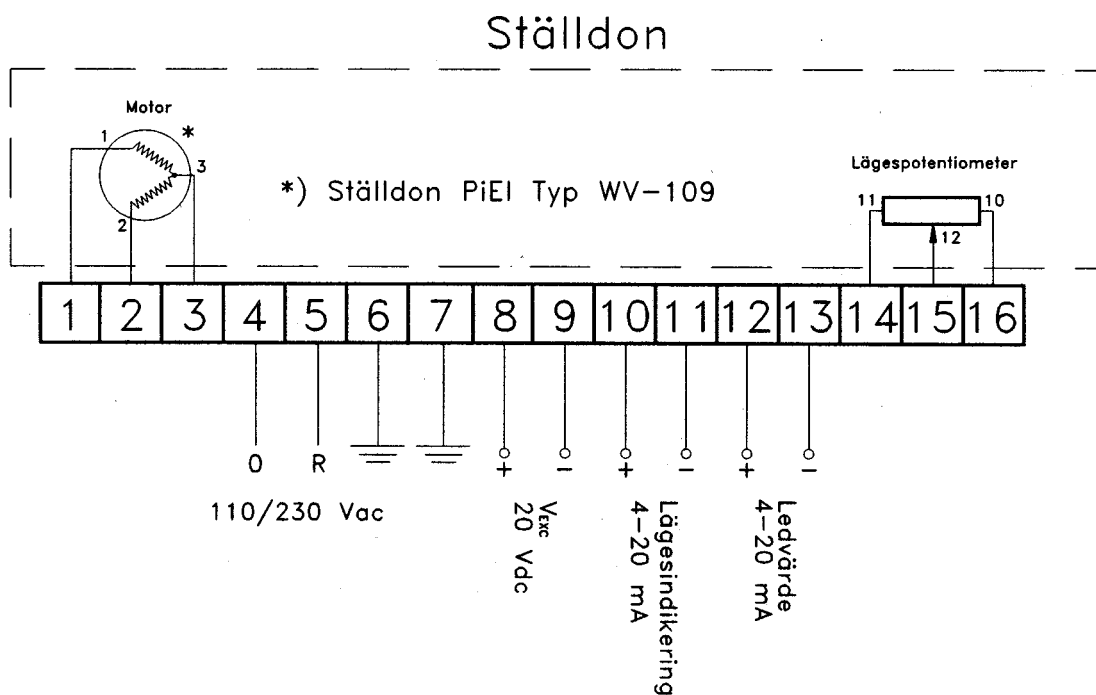 Ställdon
Motor
1
*
3
2
*) Ställdon PiEl Typ WV-109
Lägespotentiometer
11
10
12
1 2 3 4 5 6 7 8 9 10 11 12 13 14 15 16
0 R
110/230 Vac
+ -
VEXC
20 Vdc
+ -
Lägesindikering
4-20 mA
+ -
Ledvärde
4-20 mA